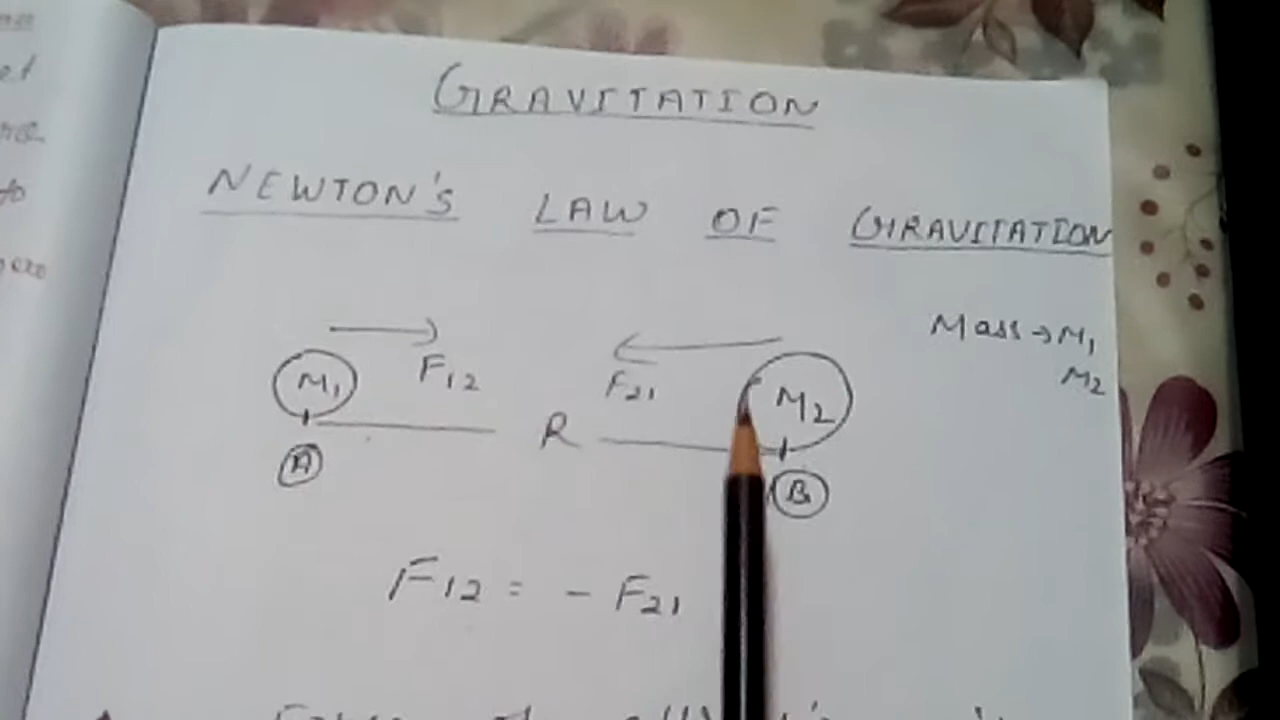 GRAVITATION
NEWTON'S LAW OF GRAVITATION
Mass → M1
M2
F12 F21
M1 M2
R
A B
F12 = - F21